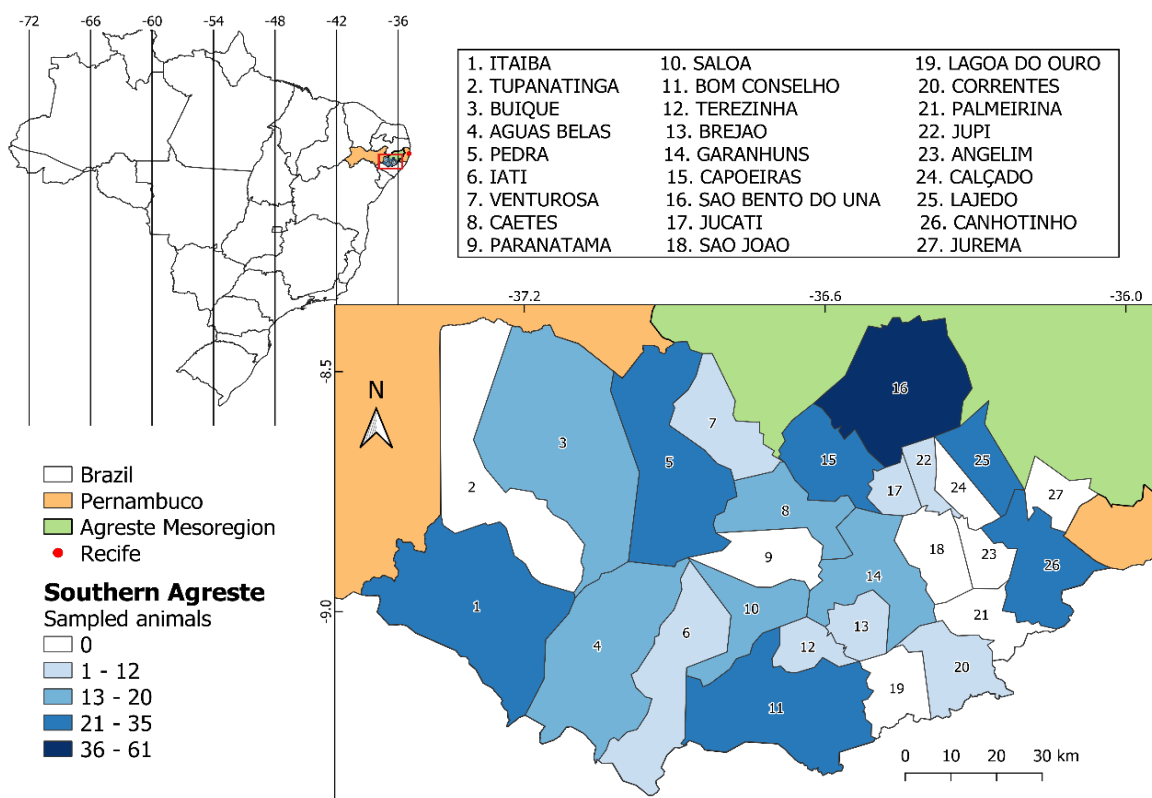 -72 -66 -60 -54 -48 -42 -36
1. ITAIBA 10. SALOA 19. LAGOA DO OURO
2. TUPANATINGA 11. BOM CONSELHO 20. CORRENTES
3. BUIQUE 12. TEREZINHA 21. PALMEIRINA
4. AGUAS BELAS 13. BREJAO 22. JUPI
5. PEDRA 14. GARANHUNS 23. ANGELIM
6. IATI 15. CAPOEIRAS 24. CALÇADO
7. VENTUROSA 16. SAO BENTO DO UNA 25. LAJEDO
8. CAETES 17. JUCATI 26. CANHOTINHO
9. PARANATAMA 18. SAO JOAO 27. JUREMA
-37.2 -36.6 -36.0
-8.5
-9.0
N
16
7
3
5
15
22
25
2
17
24
27
8
18
23
9
26
14
1
10
21
13
6
4
12
20
19
11
Brazil
Pernambuco
Agreste Mesoregion
Recife
Southern Agreste
Sampled animals
0
1 - 12
13 - 20
21 - 35
36 - 61
0 10 20 30 km